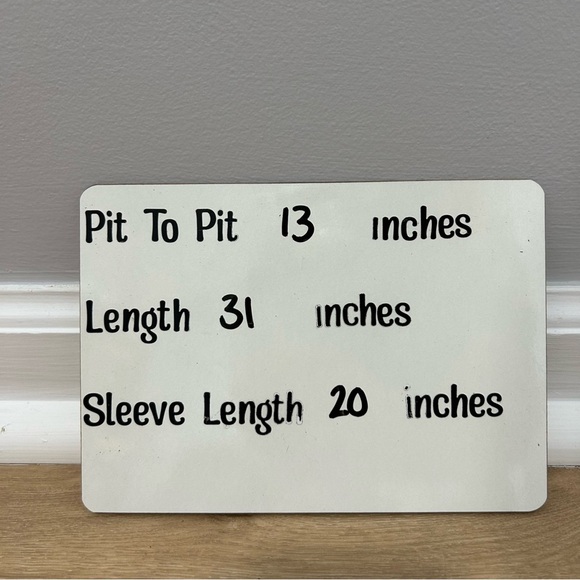 Pit To Pit 13 inches
Length 31 inches
Sleeve Length 20 inches